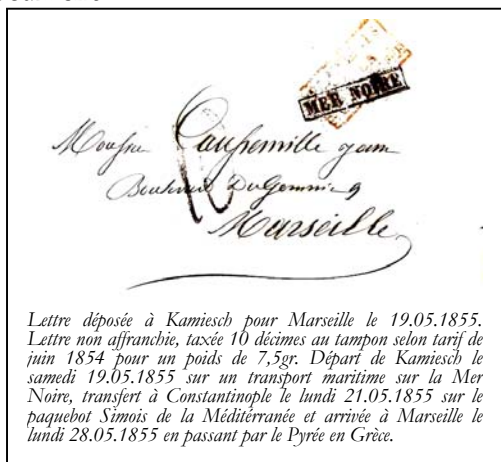 MER NOIRE
10
Marseille
Lettre déposée à Kamiesch pour Marseille le 19.05.1855.
Lettre non affranchie, taxée 10 décimes au tampon selon tarif de
juin 1854 pour un poids de 7,5gr. Départ de Kamiesch le
samedi 19.05.1855 sur un transport maritime sur la Mer
Noire, transfert à Constantinople le lundi 21.05.1855 sur le
paquebot Simois de la Méditérranée et arrivée à Marseille le
lundi 28.05.1855 en passant par le Pyrée en Grèce.